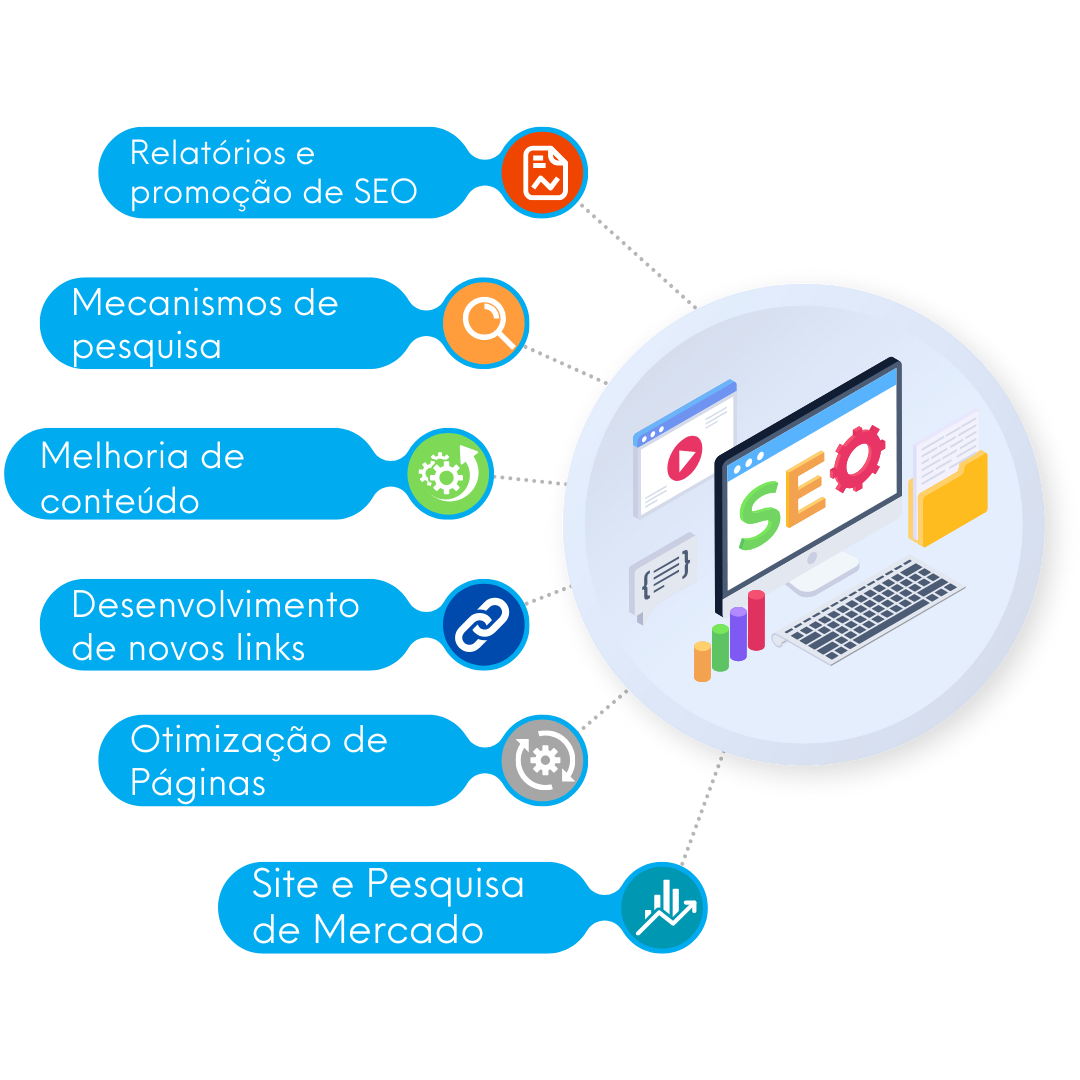 Relatórios e
promoção de SEO
Mecanismos de
pesquisa
Melhoria de
conteúdo
Desenvolvimento
de novos links
Otimização de
Páginas
Site e Pesquisa
de Mercado
SEO
{ }